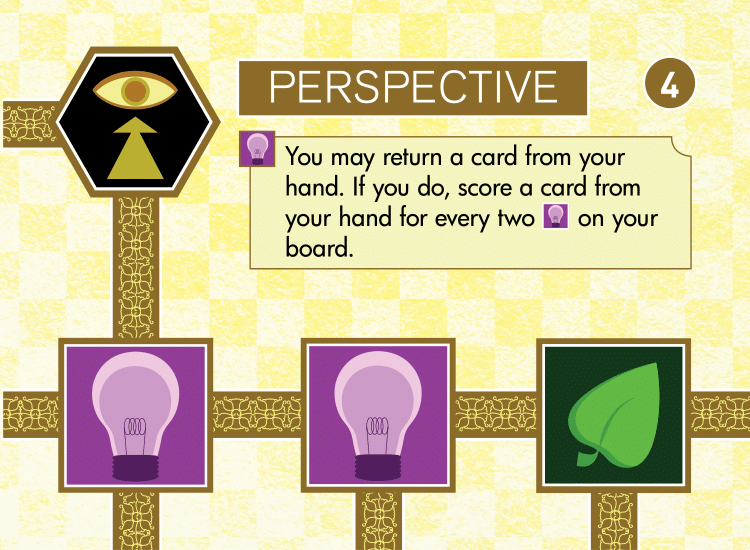 PERSPECTIVE
4
You may return a card from your
hand. If you do, score a card from
your hand for every two on your
board.